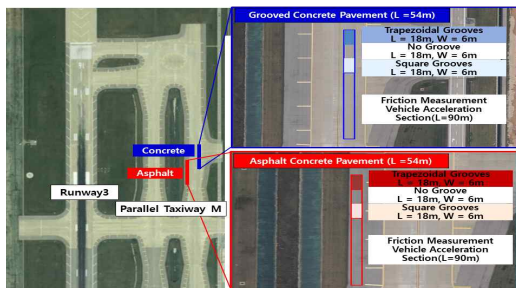 Grooved Concrete Pavement (L =54m)
Trapezoidal Grooves
L = 18m, W = 6m
No Groove
L = 18m, W = 6m
Square Grooves
L = 18m, W = 6m
Friction Measurement
Vehicle Acceleration
Section(L=90m)
Concrete
Asphalt
Runway3
Parallel Taxiway M
Asphalt Concrete Pavement (L =54m)
Trapezoidal Grooves
L = 18m, W = 6m
No Groove
L = 18m, W = 6m
Square Grooves
L = 18m, W = 6m
Friction Measurement
Vehicle Acceleration
Section(L=90m)